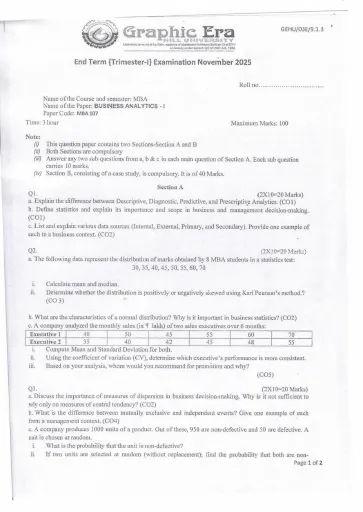 GEHU/OSE/9.1.3
Graphic Era
HILL UNIVERSITY
End Term (Trimester-I) Examination November 2025
Roll no.
Name of the Course and semester: MBA
Name of the Paper: BUSINESS ANALYTICS - I
Paper Code: MBA107
Time: 3 hour Maximum Marks: 100
Note:
(i) This question paper contains two Sections-Section A and B
(ii) Both Sections are compulsory
(iii) Answer any two sub questions from a, b & c in each main question of Section A. Each sub question
carries 10 marks.
(iv) Section B, consisting of a case study, is compulsory. It is of 40 Marks.
Section A
Q1. (2X10=20 Marks)
a. Explain the difference between Descriptive, Diagnostic, Predictive, and Prescriptive Analytics. (CO1)
b. Define statistics and explain its importance and scope in business and management decision-making.
(CO1)
c. List and explain various data sources (Internal, External, Primary, and Secondary). Provide one example of
each in a business context. (CO2)
Q2. (2X10=20 Marks)
a. The following data represent the distribution of marks obtained by 8 MBA students in a statistics test:
30, 35, 40, 45, 50, 55, 60, 70
i. Calculate mean and median
ii. Determine whether the distribution is positively or negatively skewed using Karl Pearson's method.?
(CO 3)
b. What are the characteristics of a normal distribution? Why is it important in business statistics? (CO2)
c. A company analyzed the monthly sales (in ₹ lakh) of two sales executives over 6 months:
Executive 1 40 50 45 55 60 70
Executive 2 35 40 42 45 48 55
i. Compute Mean and Standard Deviation for both.
ii. Using the coefficient of variation (CV), determine which executive's performance is more consistent.
iii. Based on your analysis, whom you would recommend for promotion and why?
(CO5)
Q3. (2X10=20 Marks)
a. Discuss the importance of measures of dispersion in business decision-making. Why is it not sufficient to
rely only on measures of central tendency? (CO2)
b. What is the difference between mutually exclusive and independent events? Give one example of each
from a management context. (CO4)
c. A company produces 1000 units of a product. Out of these, 950 are non-defective and 50 are defective. A
unit is chosen at random.
i. What is the probability that the unit is non-defective?
ii. If two units are selected at random (without replacement), find the probability that both are non-
Page 1 of 2